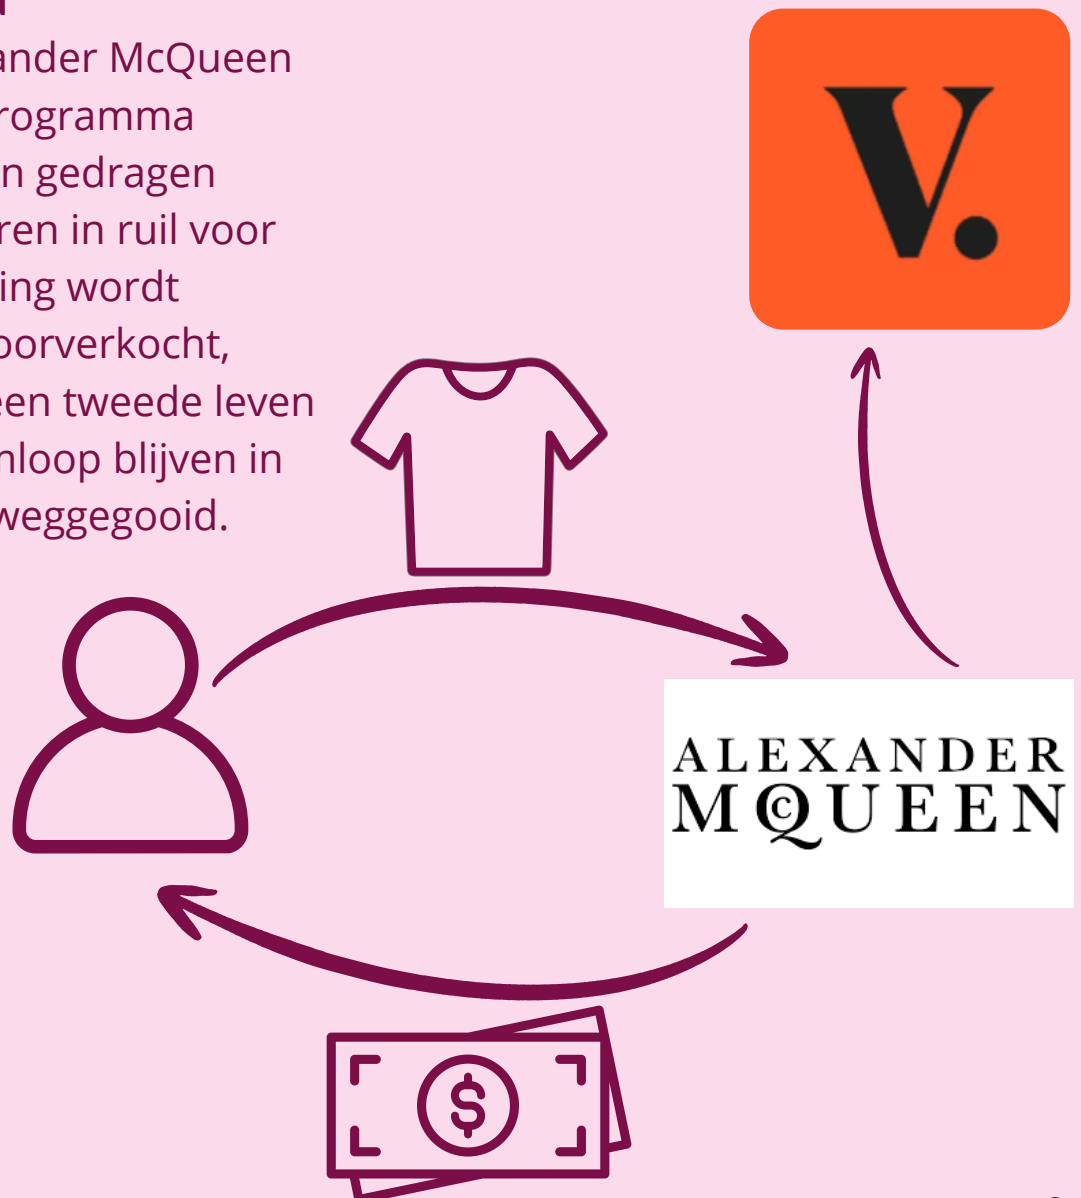 ander McQueen
rogramma
n gedragen
ren in ruil voor
ing wordt
oorverkocht,
een tweede leven
nloop blijven in
weggegooid.
V.
ALEXANDER
McQUEEN
$